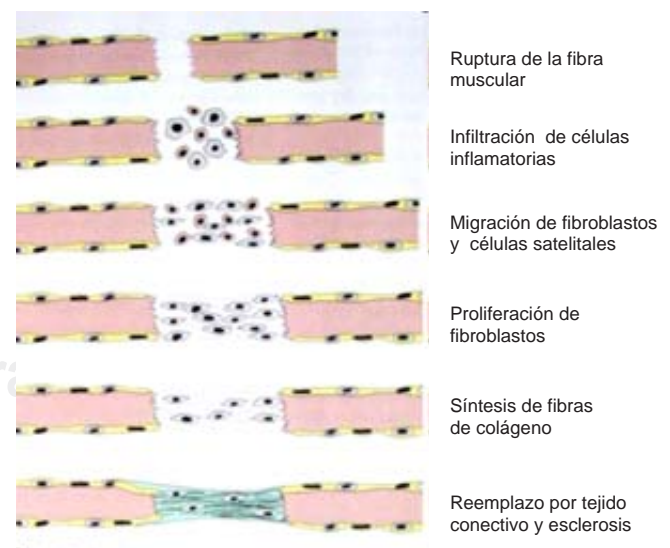 Ruptura de la fibra
muscular
Infiltración de células
inflamatorias
Migración de fibroblastos
y células satelitales
Proliferación de
fibroblastos
Síntesis de fibras
de colágeno
Reemplazo por tejido
conectivo y esclerosis